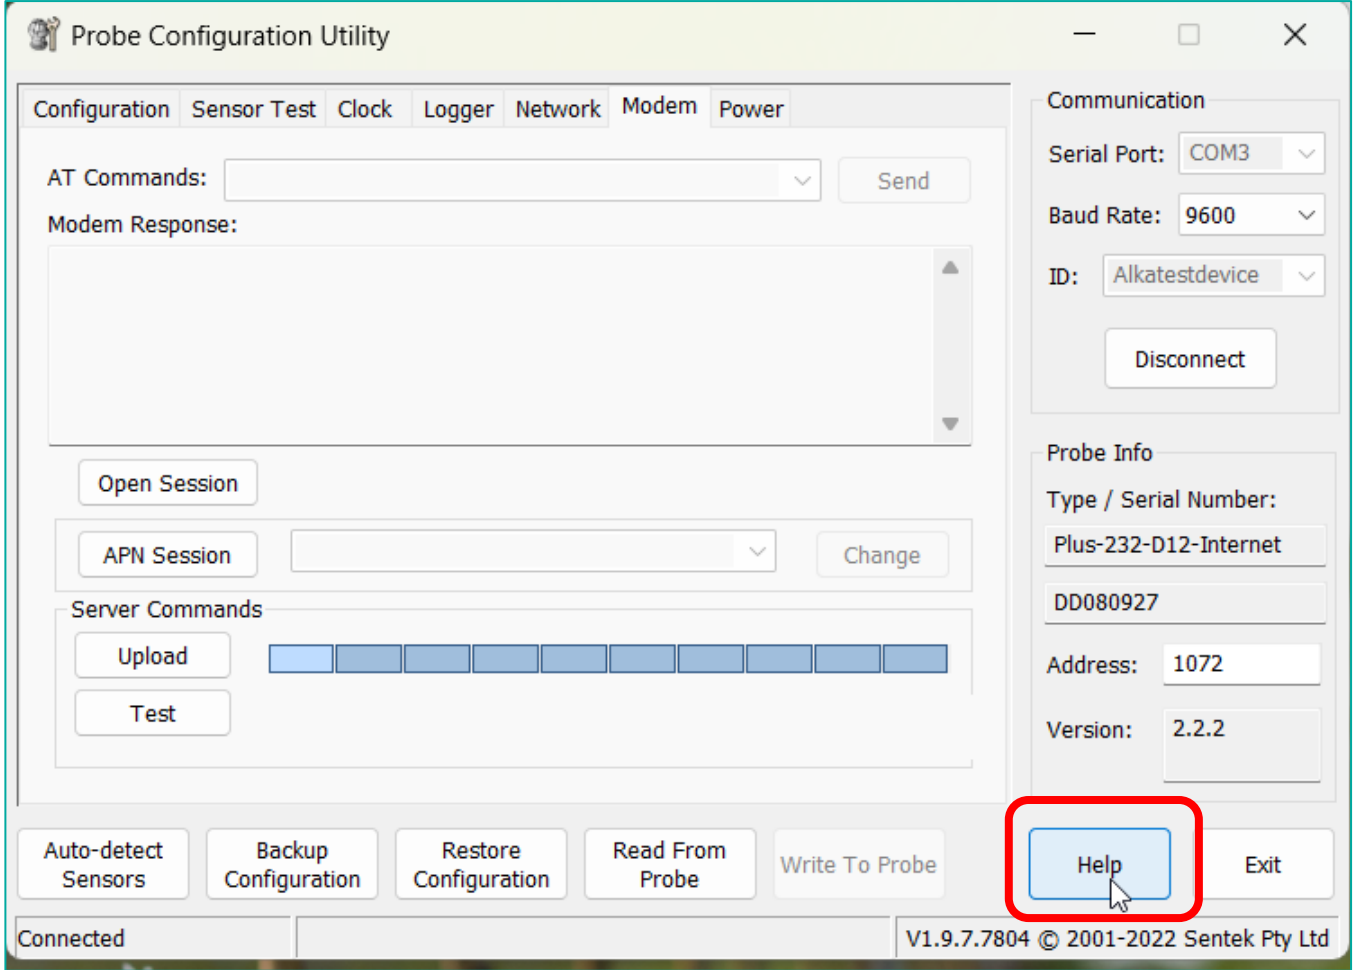 Probe Configuration Utility
Configuration Sensor Test Clock Logger Network Modem Power
AT Commands:
Send
Modem Response:
Open Session
APN Session
Change
Server Commands
Upload
Test
Communication
Serial Port: COM3
Baud Rate: 9600
ID: Alkatestdevice
Disconnect
Probe Info
Type / Serial Number:
Plus-232-D12-Internet
DD080927
Address: 1072
Version: 2.2.2
Auto-detect
Sensors
Backup
Configuration
Restore
Configuration
Read From
Probe
Write To Probe
Help
Exit
Connected
V1.9.7.7804 © 2001-2022 Sentek Pty Ltd